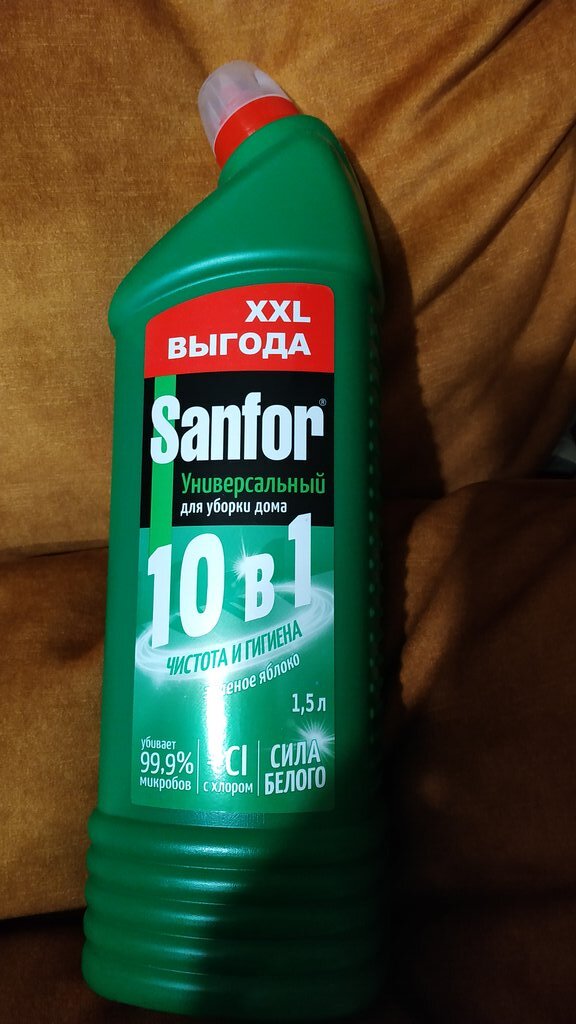 XXL
ВЫГОДА
Sanfor®
Универсальный
для уборки дома
10 в 1
ЧИСТОТА И ГИГИЕНА
яблоко
1,5 л
убивает
99,9%
микробов
Cl
с хлором
СИЛА
БЕЛОГО